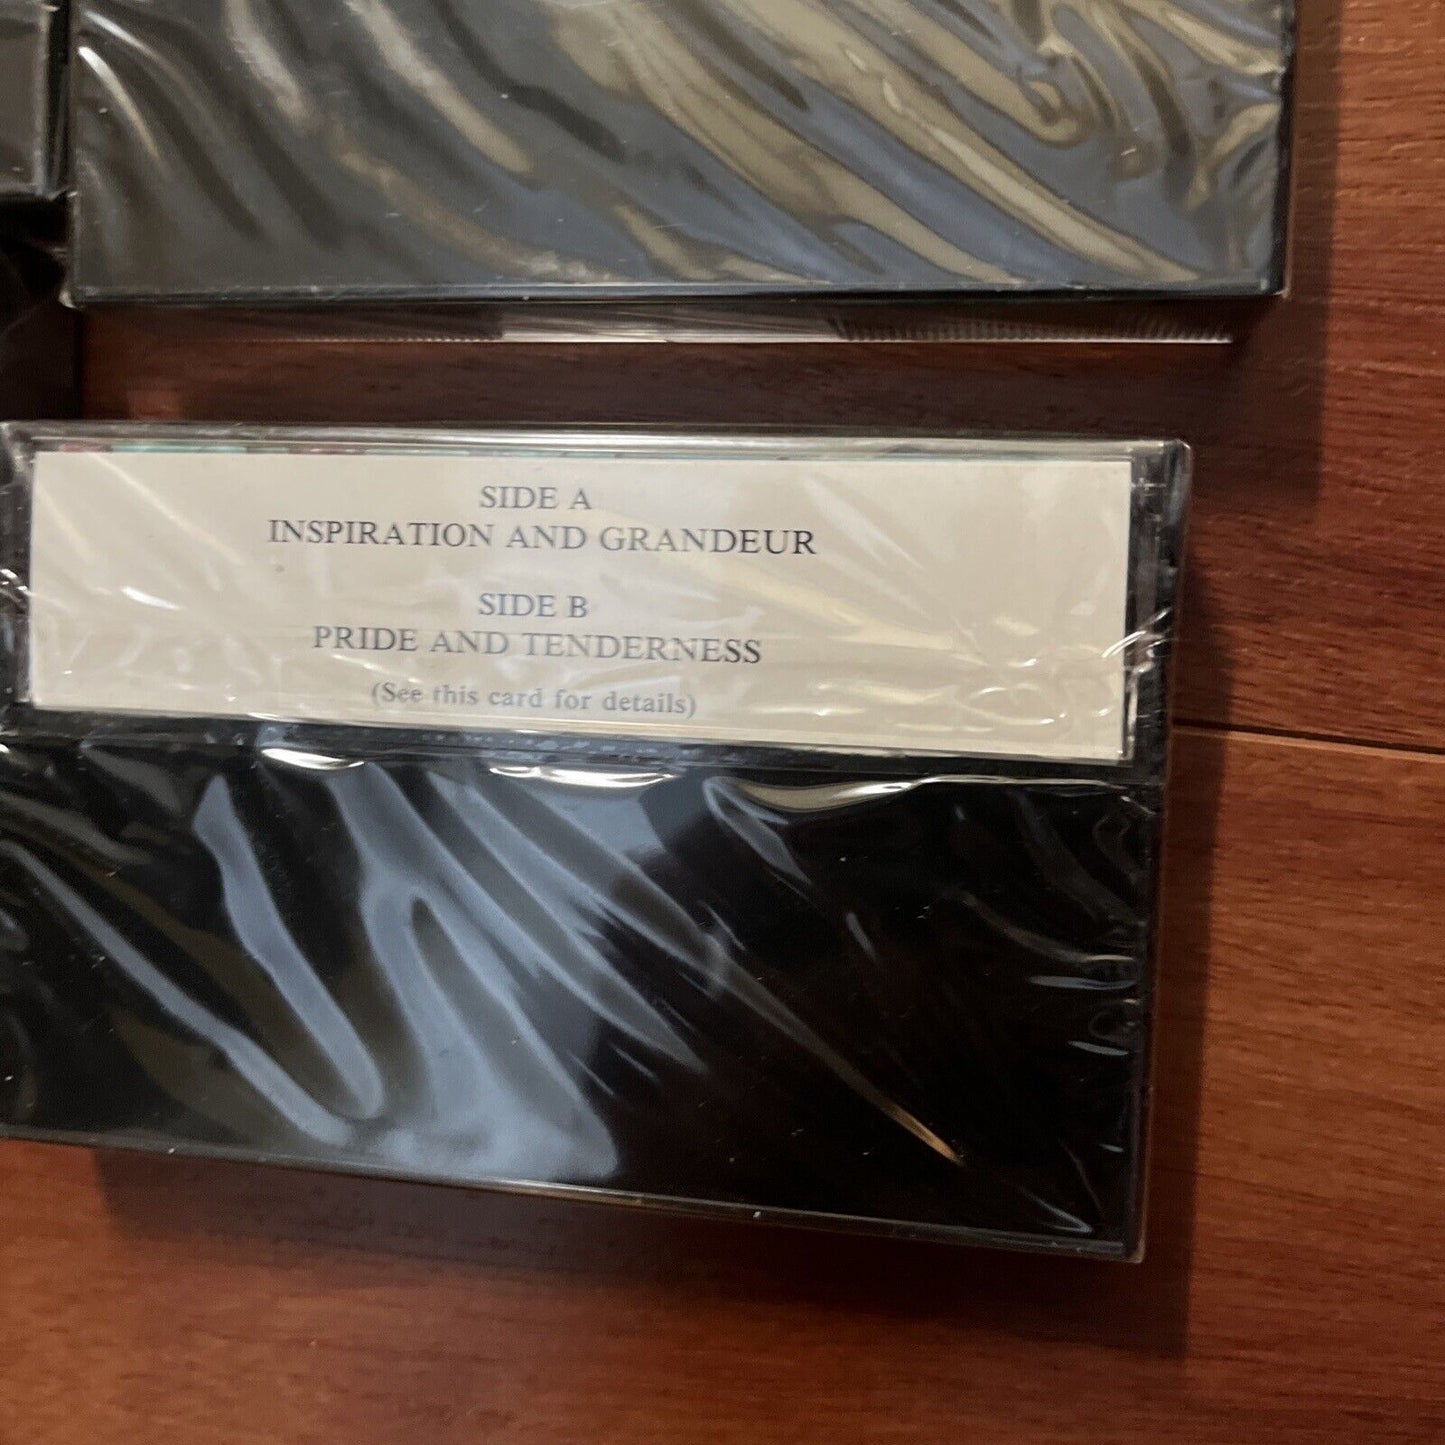 SIDE A
INSPIRATION AND GRANDEUR
SIDE B
PRIDE AND TENDERNESS
(See this card for details)